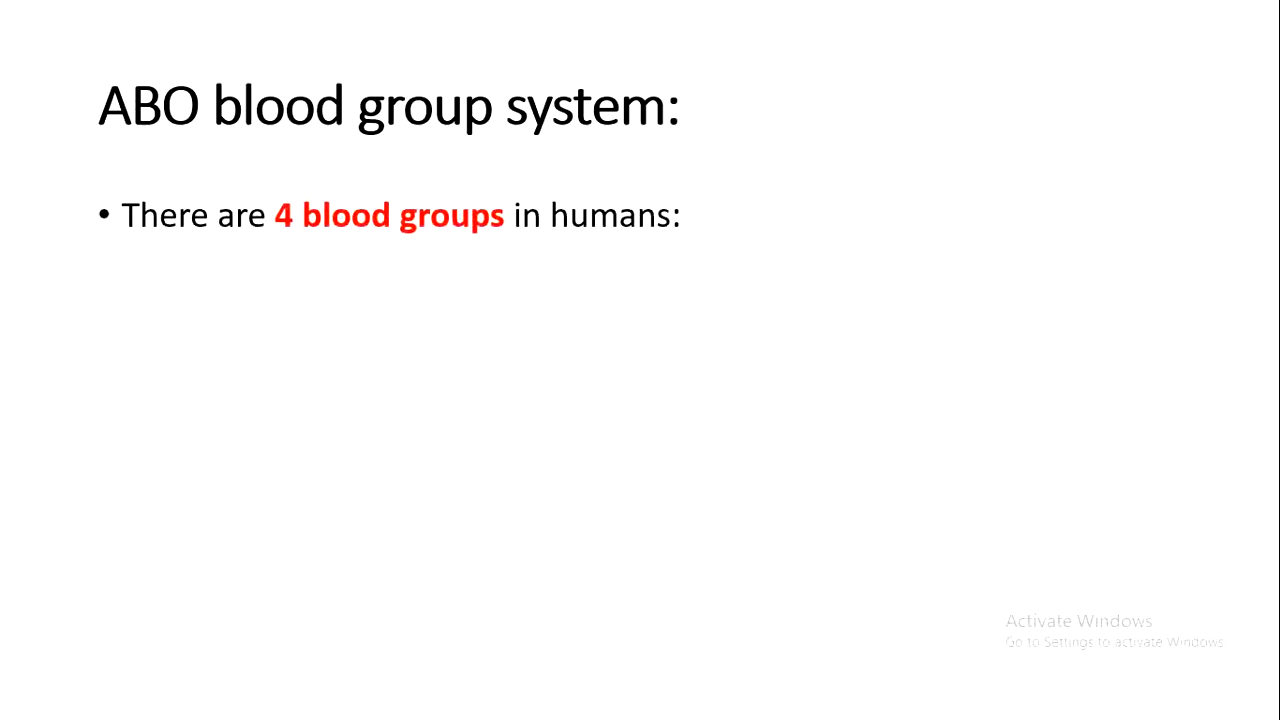 ABO blood group system:
• There are 4 blood groups in humans:
Activate Windows
Go to Settings to activate Windows.